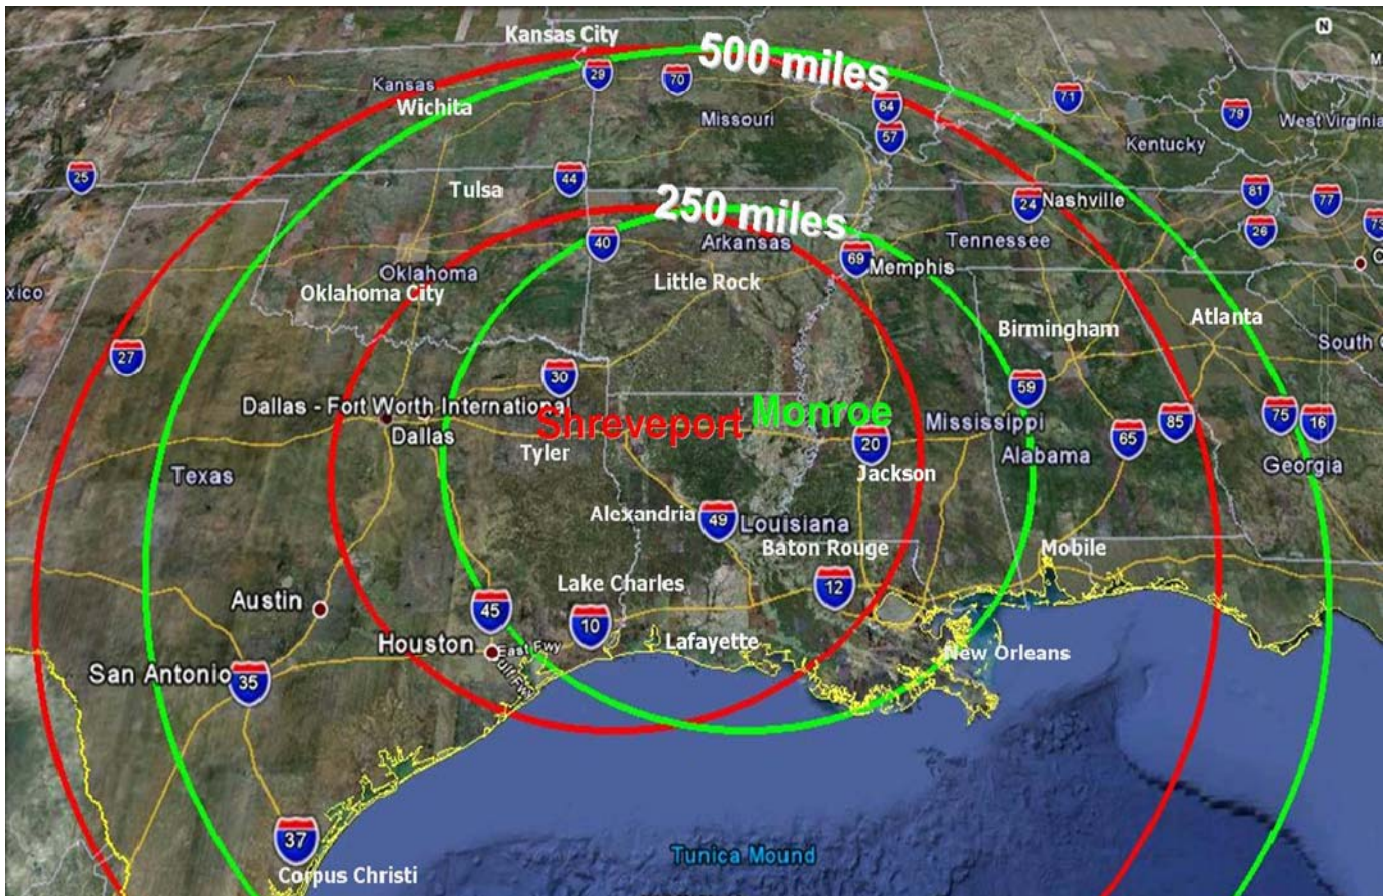 Kansas City
500 miles
N
M
29
70
Kansas
Wichita
64
71
79
Missouri
57
Kentucky
West Virginia
25
44
Tulsa
81
77
24
Nashville
250 miles
26
73
40
Arkansas
69
Memphis
Tennessee
C
Oklahoma
Little Rock
xico
Oklahoma City
Atlanta
Birmingham
South C
27
30
59
Dallas - Fort Worth International
Shreveport
Monroe
75
16
85
Dallas
20
Mississippi
65
Tyler
Alabama
Georgia
Texas
Jackson
Alexandria
49
Louisiana
Baton Rouge
Mobile
Lake Charles
12
Austin
45
10
Houston
East Fwy
Lafayette
New Orleans
Gulf Fwy
San Antonio
35
37
Tunica Mound
Corpus Christi